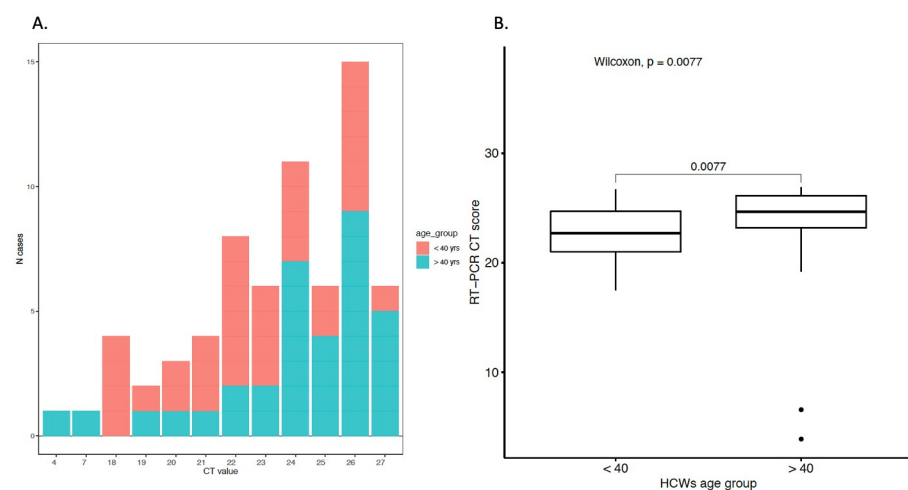 A.
15
10
5
0
N cases
4 7 18 19 20 21 22 23 24 25 26 27
CT value
age_group
< 40 yrs
> 40 yrs
B.
Wilcoxon, p = 0.0077
0.0077
30
20
10
RT−PCR CT score
< 40 > 40
HCWs age group